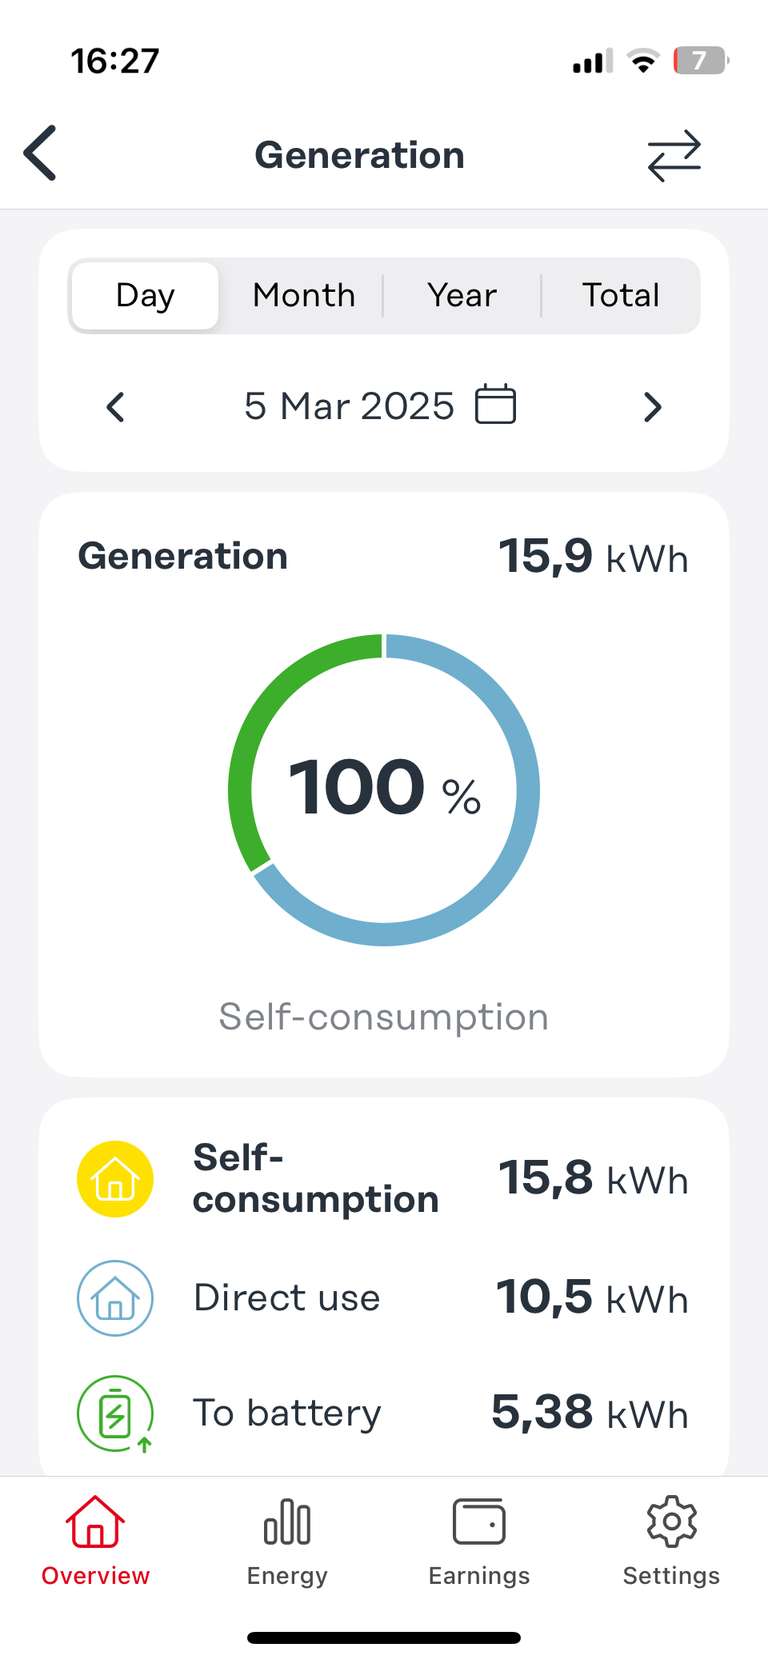 16:27
7
Generation
Day Month Year Total
5 Mar 2025
Generation 15,9 kWh
100 %
Self-consumption
Self-
consumption 15,8 kWh
Direct use 10,5 kWh
To battery 5,38 kWh
Overview Energy Earnings Settings